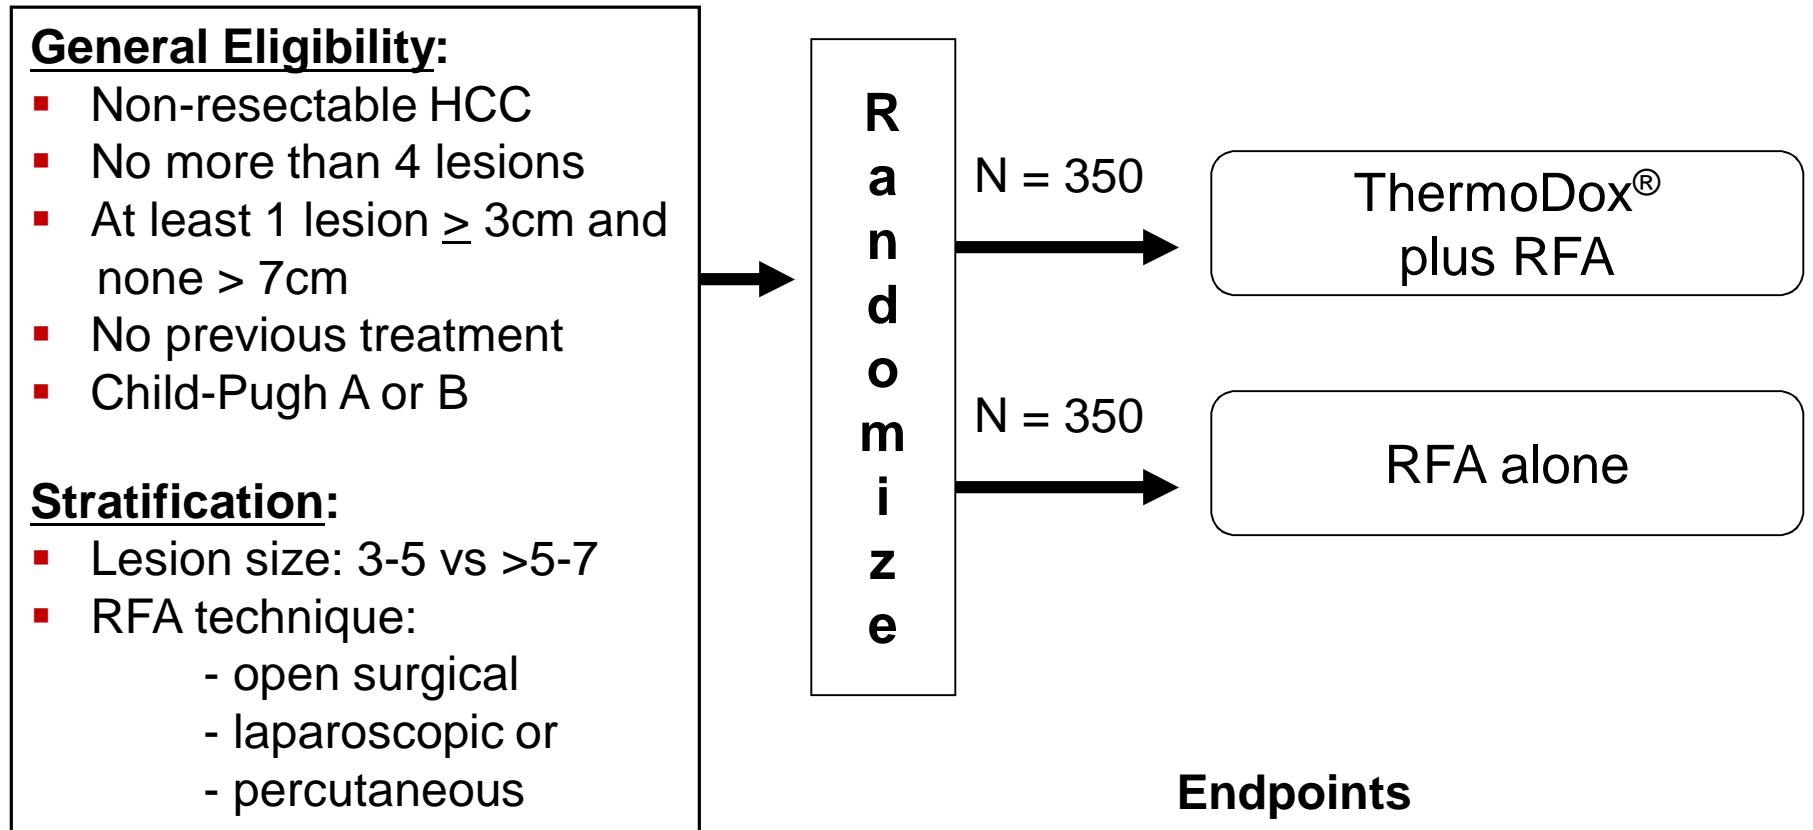 General Eligibility:
▪ Non-resectable HCC
▪ No more than 4 lesions
▪ At least 1 lesion ≥ 3cm and
none > 7cm
▪ No previous treatment
▪ Child-Pugh A or B
Stratification:
▪ Lesion size: 3-5 vs >5-7
▪ RFA technique:
- open surgical
- laparoscopic or
- percutaneous
Randomize
N = 350
ThermoDox®
plus RFA
N = 350
RFA alone
Endpoints